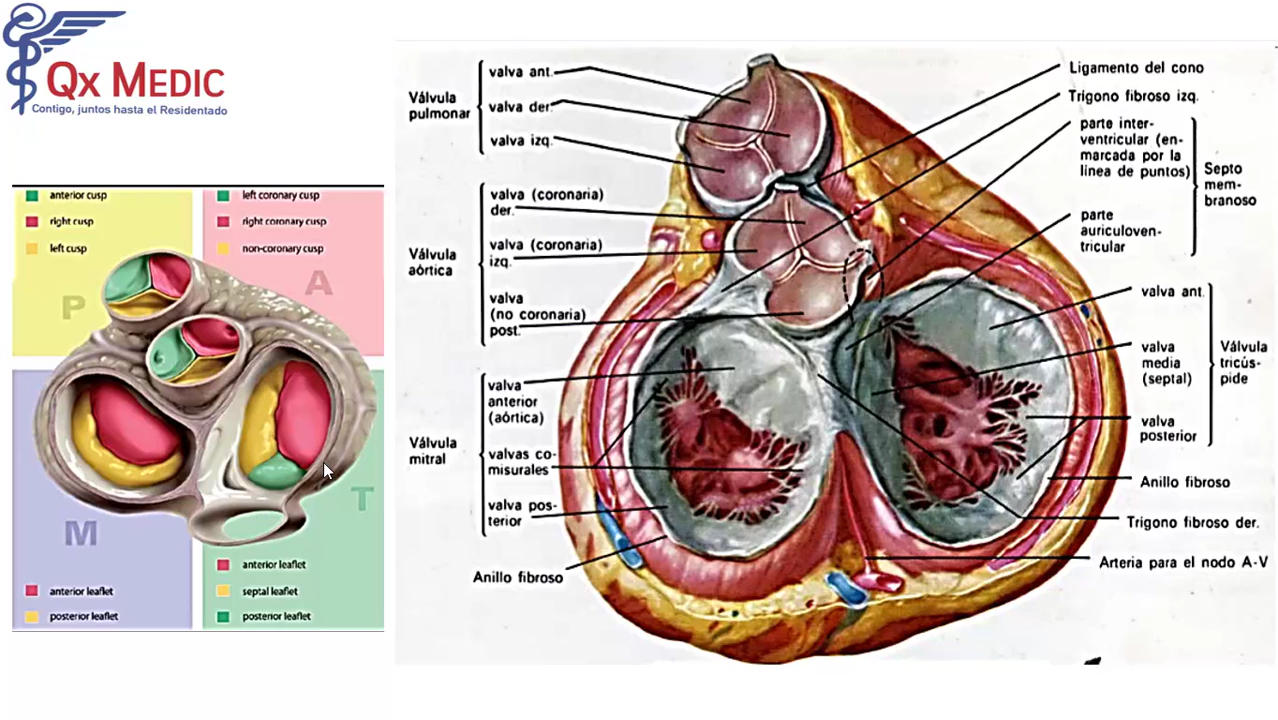 Qx MEDIC
Contigo, juntos hasta el Residentado
anterior cusp
right cusp
left cusp
P
left coronary cusp
right coronary cusp
non-coronary cusp
A
M
anterior leaflet
posterior leaflet
T
anterior leaflet
septal leaflet
posterior leaflet
Válvula
pulmonar
valva ant.
valva der.
valva izq.
Válvula
aórtica
valva (coronaria)
der.
valva (coronaria)
izq.
valva
(no coronaria)
post.
Válvula
mitral
valva
anterior
(aórtica)
valvas co-
misurales
valva pos-
terior
Anillo fibroso
Ligamento del cono
Trígono fibroso izq.
parte inter-
ventricular (en-
marcada por la
línea de puntos)
parte
auriculoven-
tricular
Septo
mem-
branoso
valva ant.
valva
media
(septal)
valva
posterior
Válvula
tricús-
pide
Anillo fibroso
Trígono fibroso der.
Arteria para el nodo A-V